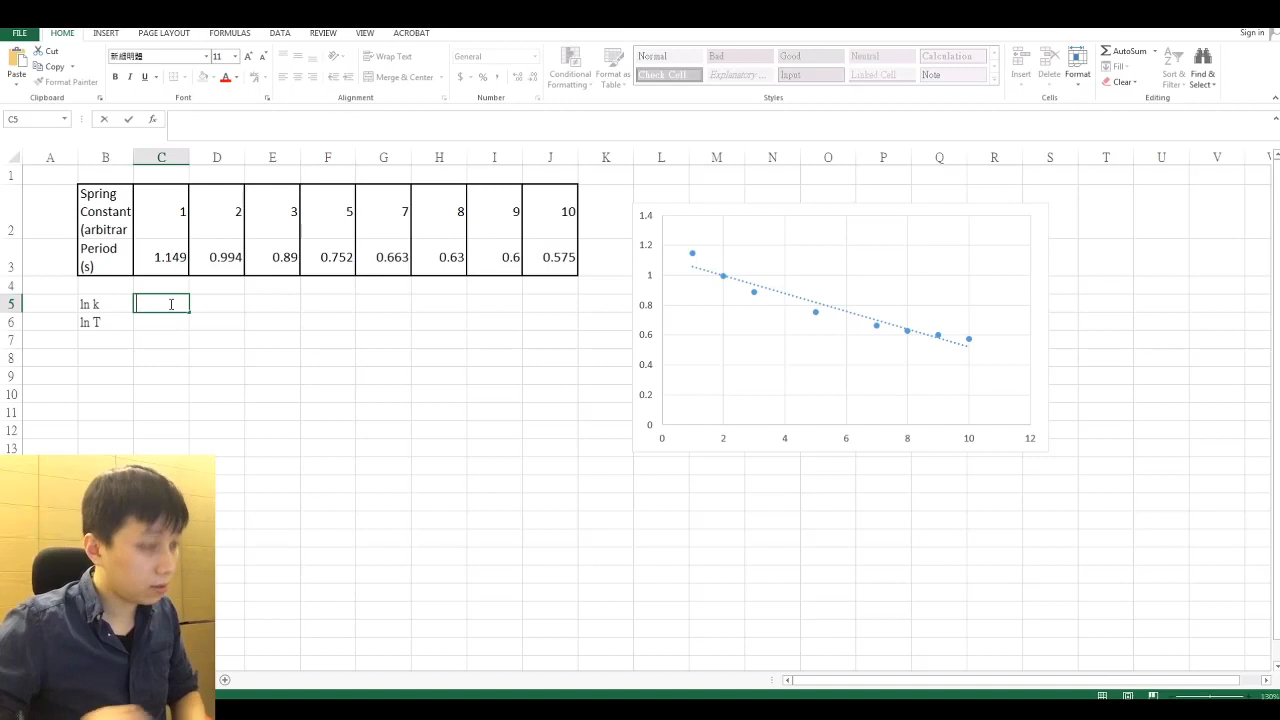 FILE HOME INSERT PAGE LAYOUT FORMULAS DATA REVIEW VIEW ACROBAT Sign in
Cut
Copy
Format Painter
Paste
Clipboard
新細明體 11
B I U A
Font
Wrap Text
Merge & Center
Alignment
General
$ %
Number
Conditional Formatting
Format as Table
Normal Bad Good Neutral Calculation
Check Cell Explanatory... Input Linked Cell Note
Styles
Insert Delete Format
Cells
AutoSum
Fill
Clear
Sort & Filter
Find & Select
Editing
C5 fx
A B C D E F G H I J K L M N O P Q R S T U V
1
2 Spring Constant (arbitrar 1 2 3 5 7 8 9 10
3 Period (s) 1.149 0.994 0.89 0.752 0.663 0.63 0.6 0.575
4
5 ln k
6 ln T
7
8
9
10
11
12
13
1.4
1.2
1
0.8
0.6
0.4
0.2
0
0 2 4 6 8 10 12
130%